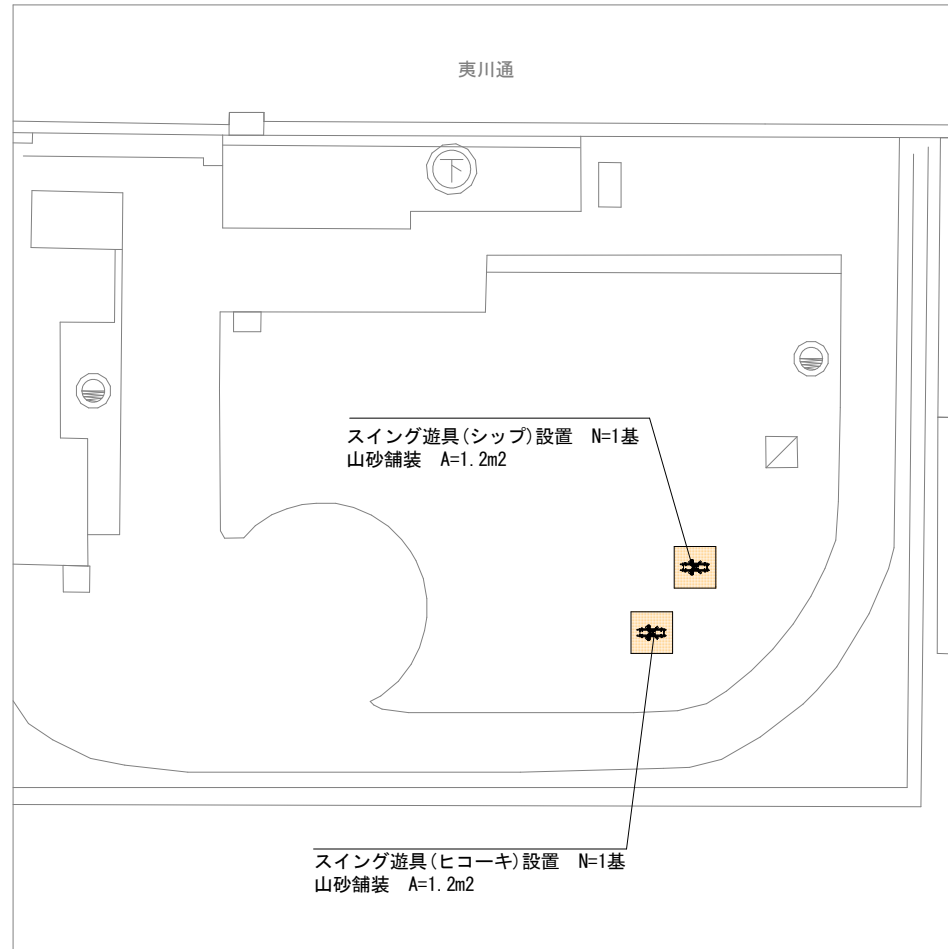 夷川通
下
スイング遊具(シップ)設置　N=1基
山砂舗装　A=1.2m2
スイング遊具(ヒコーキ)設置　N=1基
山砂舗装　A=1.2m2